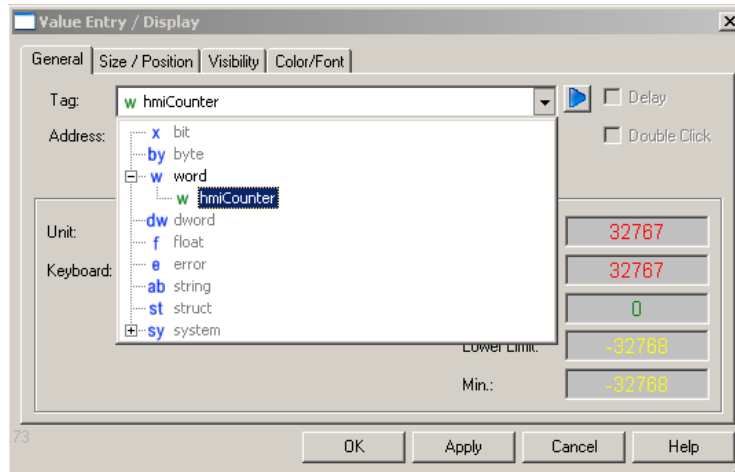 Value Entry / Display
General Size / Position Visibility Color/Font
Tag: w hmiCounter Delay
Address: Double Click
x bit
by byte
w word
w hmiCounter
dw dword
f float
e error
ab string
st struct
sy system
Unit: 32767
Keyboard: 32767
0
Lower Limit: -32768
Min.: -32768
73
OK Apply Cancel Help